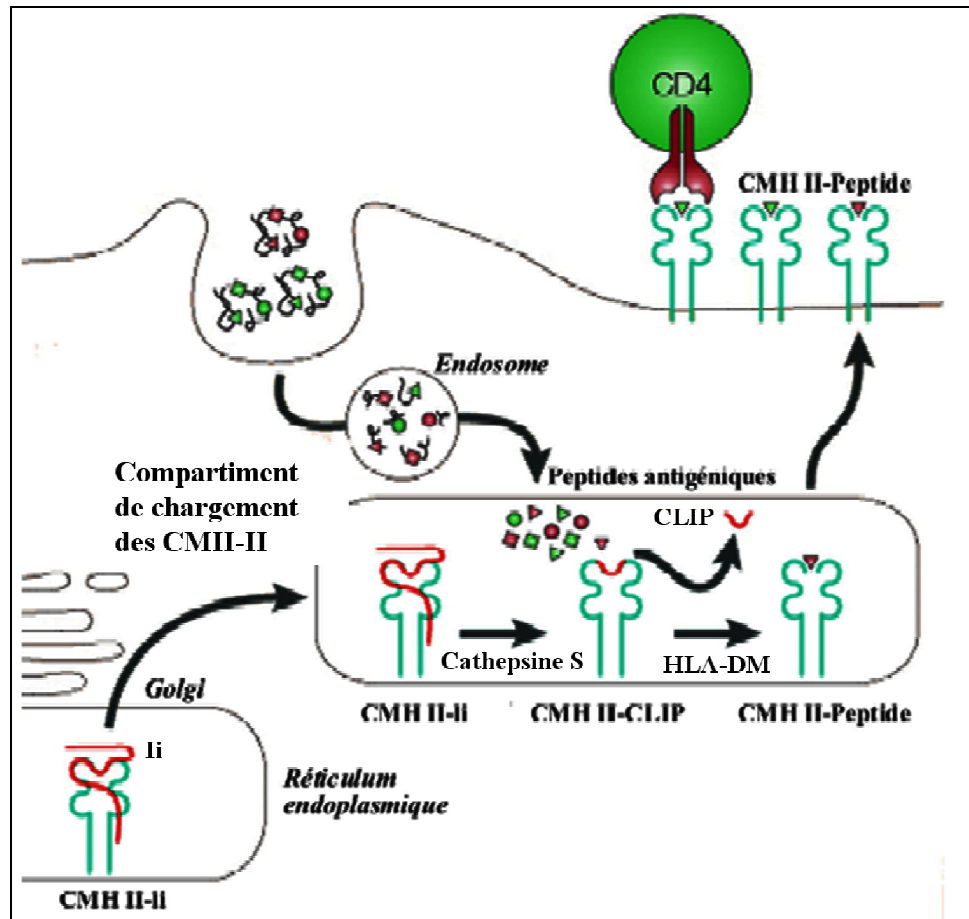 CD4
CMH II-Peptide
Endosome
Compartiment
de chargement
des CMH-II
Peptides antigéniques
CLIP
Cathepsine S
HLA-DM
Golgi
CMH II-Ii
CMH II-CLIP
CMH II-Peptide
Ii
Réticulum
endoplasmique
CMH II-Ii